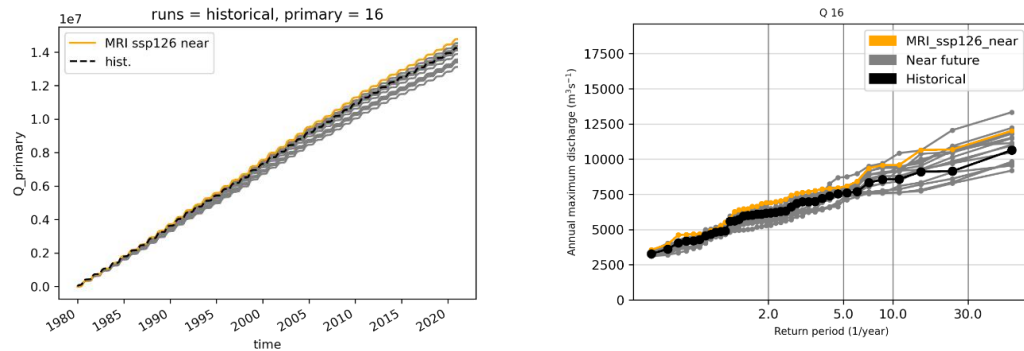 runs = historical, primary = 16
1e7
MRI ssp126 near
hist.
1.4
1.2
1.0
0.8
0.6
0.4
0.2
0.0
Q_primary
1980
1985
1990
1995
2000
2005
2010
2015
2020
time
Q 16
MRI_ssp126_near
Near future
Historical
17500
15000
12500
10000
7500
5000
2500
0
Annual maximum discharge (m³s⁻¹)
2.0
5.0
10.0
30.0
Return period (1/year)